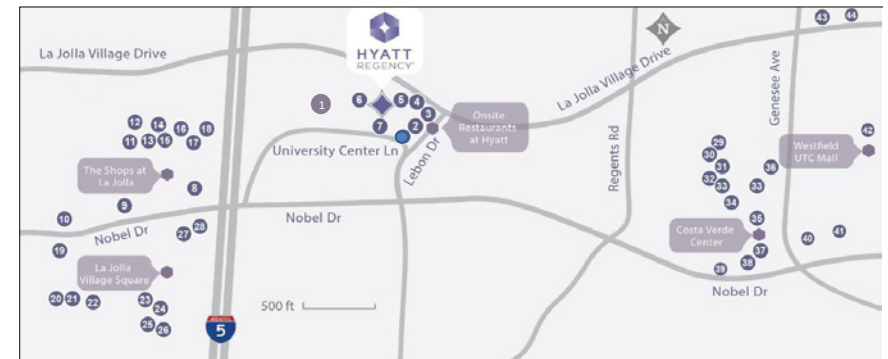 43 44
La Jolla Village Drive
HYATT
REGENCY
N
La Jolla Village Drive
Genesee Ave
1 6 5 4
3
7 2
Onsite
Restaurants
at Hyatt
12 14 16 18
11 13 15 17
University Center Ln
Lebon Dr
Regents Rd
42
Westfield
UTC Mall
29
30
31
36
32
33 33
34
The Shops at
La Jolla
8
9
10
Nobel Dr
Nobel Dr
28
27
19
35
Costa Verde
Center
37
40 41
38
39
Nobel Dr
La Jolla
Village Square
20 21 22 23
24
25 26
500 ft
5